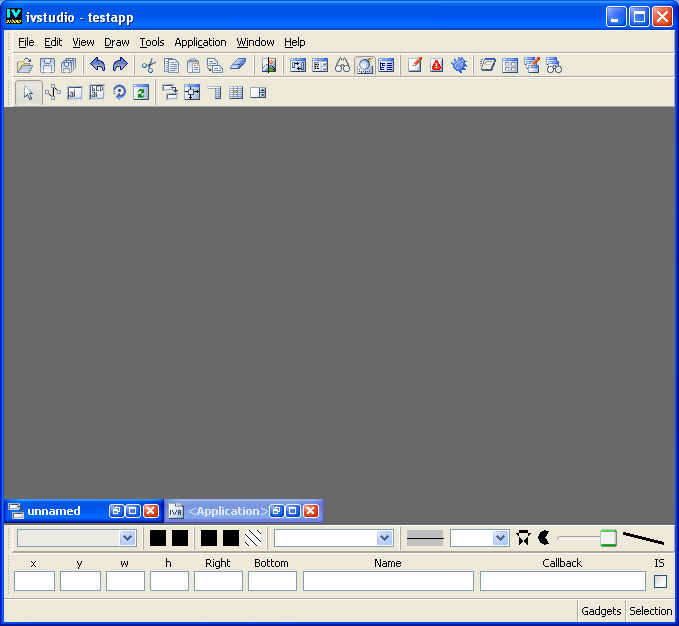 ivstudio - testapp
File Edit View Draw Tools Application Window Help
unnamed <Application>
x y w h Right Bottom Name Callback IS
Gadgets Selection